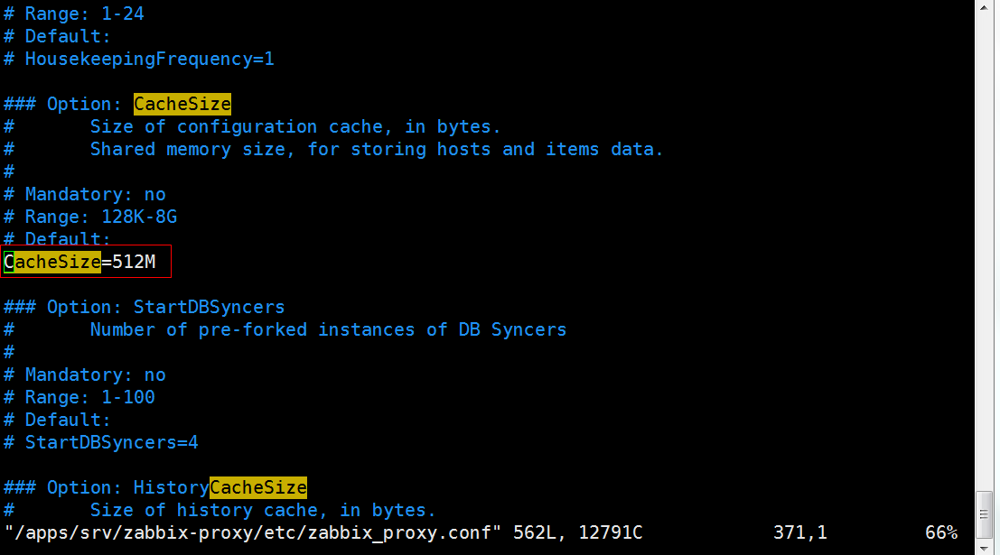 # Range: 1-24
# Default:
# HousekeepingFrequency=1
### Option: CacheSize
#       Size of configuration cache, in bytes.
#       Shared memory size, for storing hosts and items data.
#
# Mandatory: no
# Range: 128K-8G
# Default:
CacheSize=512M
### Option: StartDBSyncers
#       Number of pre-forked instances of DB Syncers
#
# Mandatory: no
# Range: 1-100
# Default:
# StartDBSyncers=4
### Option: HistoryCacheSize
#       Size of history cache, in bytes.
"/apps/srv/zabbix-proxy/etc/zabbix_proxy.conf" 562L, 12791C 371,1 66%